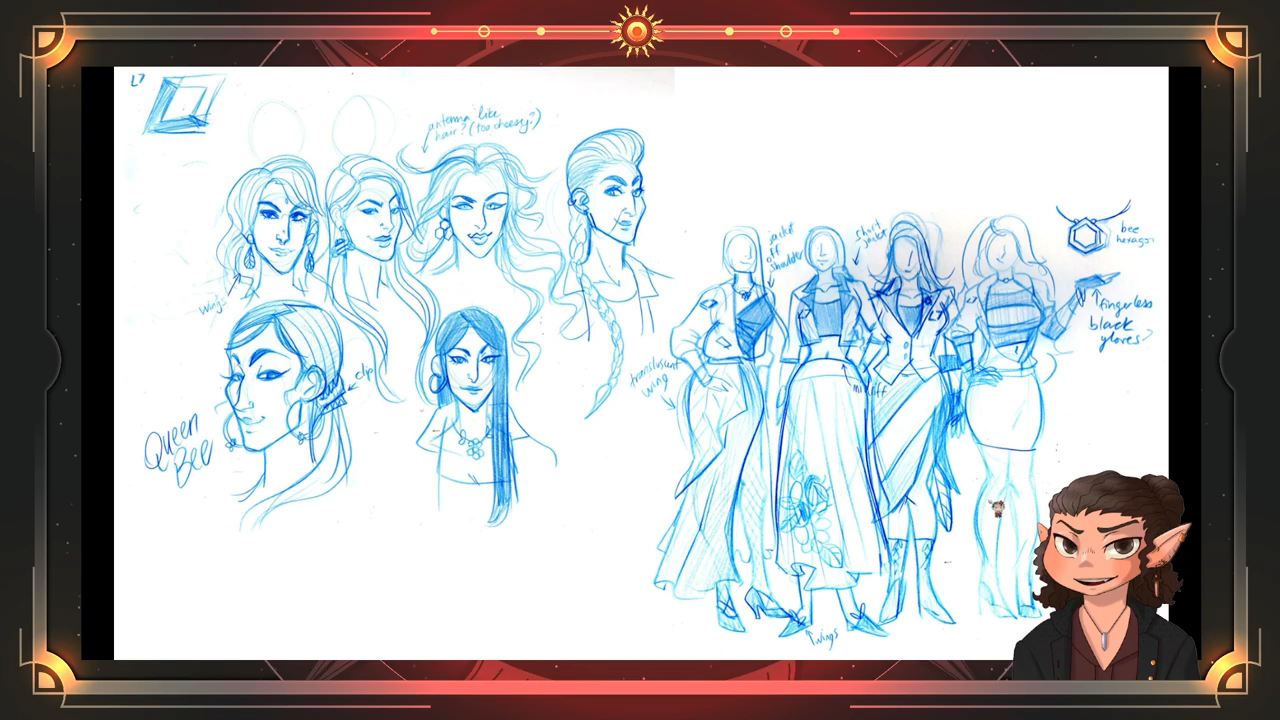 antenna like
hair? (too cheesy?)
wings
clip
Queen
Bee
jacket
off
shoulder
short
jacket
bee
hexagon
fingerless
black
gloves?
translucent
wing
midriff
wings